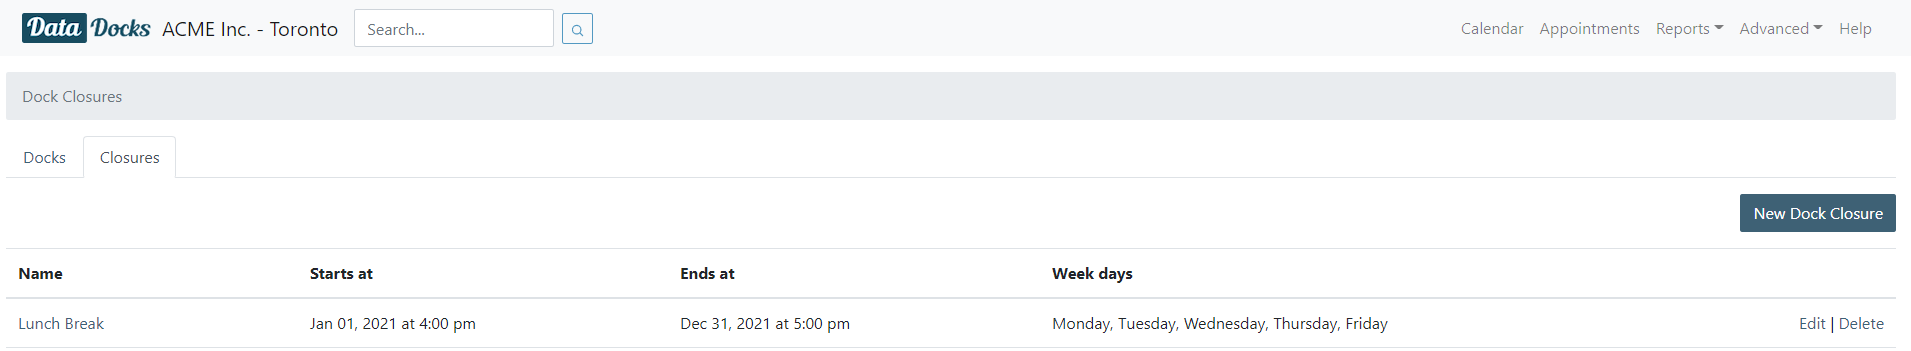 Data Docks ACME Inc. - Toronto Search... Calendar Appointments Reports Advanced Help
Dock Closures
Docks Closures
New Dock Closure
Name Starts at Ends at Week days
Lunch Break Jan 01, 2021 at 4:00 pm Dec 31, 2021 at 5:00 pm Monday, Tuesday, Wednesday, Thursday, Friday Edit | Delete